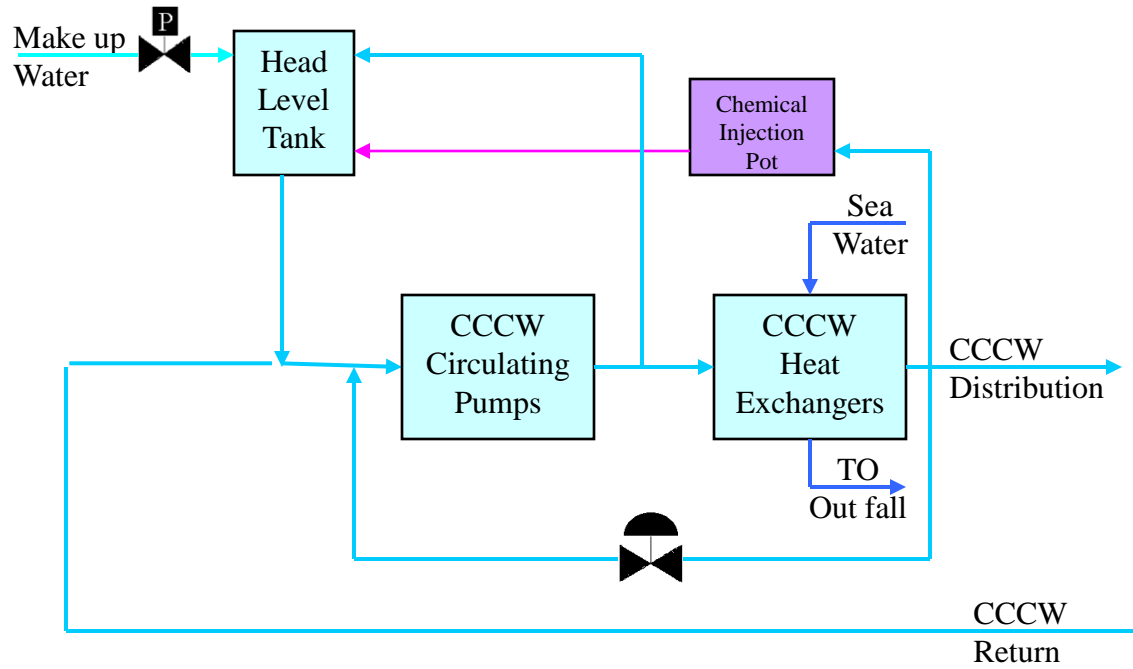 Make up
Water
P
Head
Level
Tank
Chemical
Injection
Pot
Sea
Water
CCCW
Circulating
Pumps
CCCW
Heat
Exchangers
CCCW
Distribution
TO
Out fall
CCCW
Return